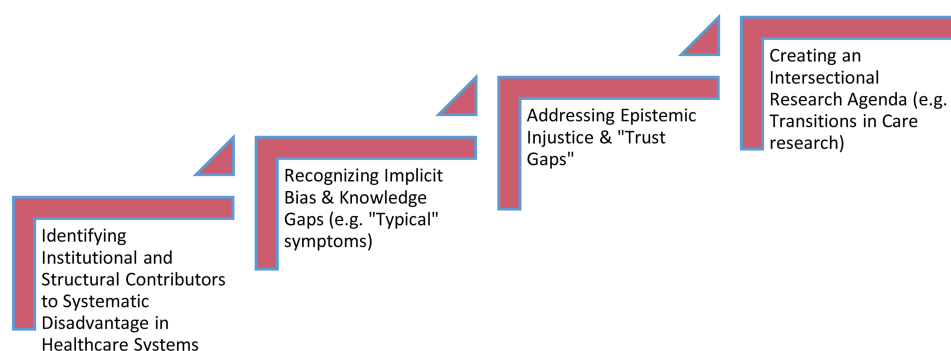 Identifying
Institutional and
Structural Contributors
to Systematic
Disadvantage in
Healthcare Systems
Recognizing Implicit
Bias & Knowledge
Gaps (e.g. "Typical"
symptoms)
Addressing Epistemic
Injustice & "Trust
Gaps"
Creating an
Intersectional
Research Agenda (e.g.
Transitions in Care
research)